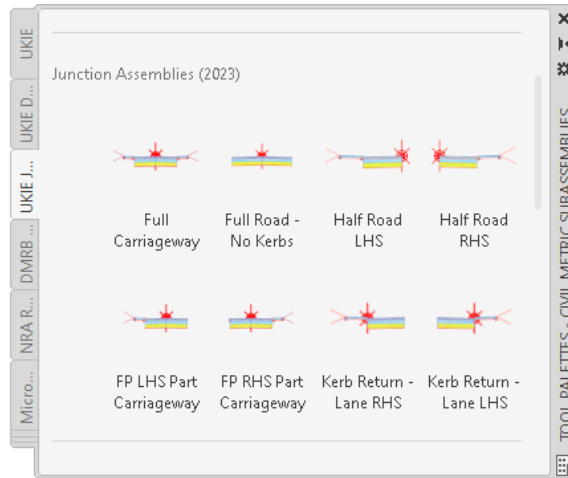 UKIE
UKIE D...
UKIE J...
DMRB ...
NRA R...
Micro...
Junction Assemblies (2023)
Full
Carriageway
Full Road -
No Kerbs
Half Road
LHS
Half Road
RHS
FP LHS Part
Carriageway
FP RHS Part
Carriageway
Kerb Return -
Lane RHS
Kerb Return -
Lane LHS
TOOL PALETTES - CIVIL METRIC SUBASSEMBLIES